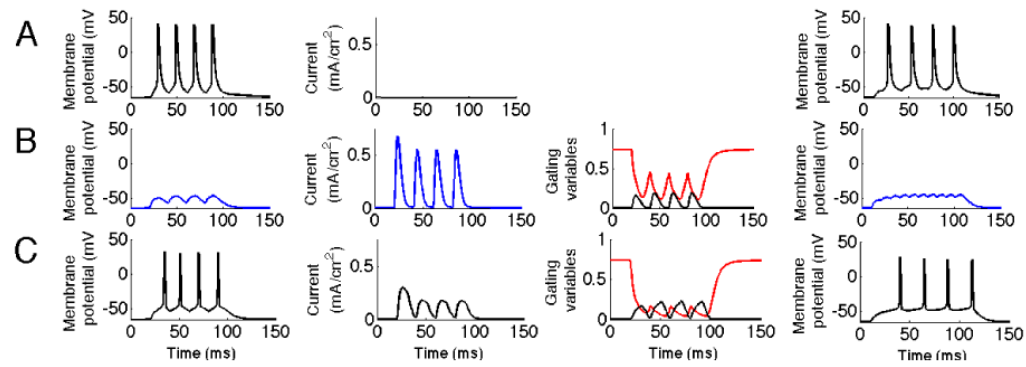 A
Membrane
potential (mV
50
0
-50
0
50
100
150
Current
(mA/cm²)
0.5
0
0
50
100
150
Membrane
potential (mV
50
0
-50
0
50
100
150
B
Membrane
potential (mV
50
0
-50
0
50
100
150
Current
(mA/cm²)
0.5
0
0
50
100
150
Gating
variables
1
0.5
0
0
50
100
150
Membrane
potential (mV
50
0
-50
0
50
100
150
C
Membrane
potential (mV
50
0
-50
0
50
100
150
Time (ms)
Current
(mA/cm²)
0.5
0
0
50
100
150
Time (ms)
Gating
variables
1
0.5
0
0
50
100
150
Time (ms)
Membrane
potential (mV
50
0
-50
0
50
100
150
Time (ms)